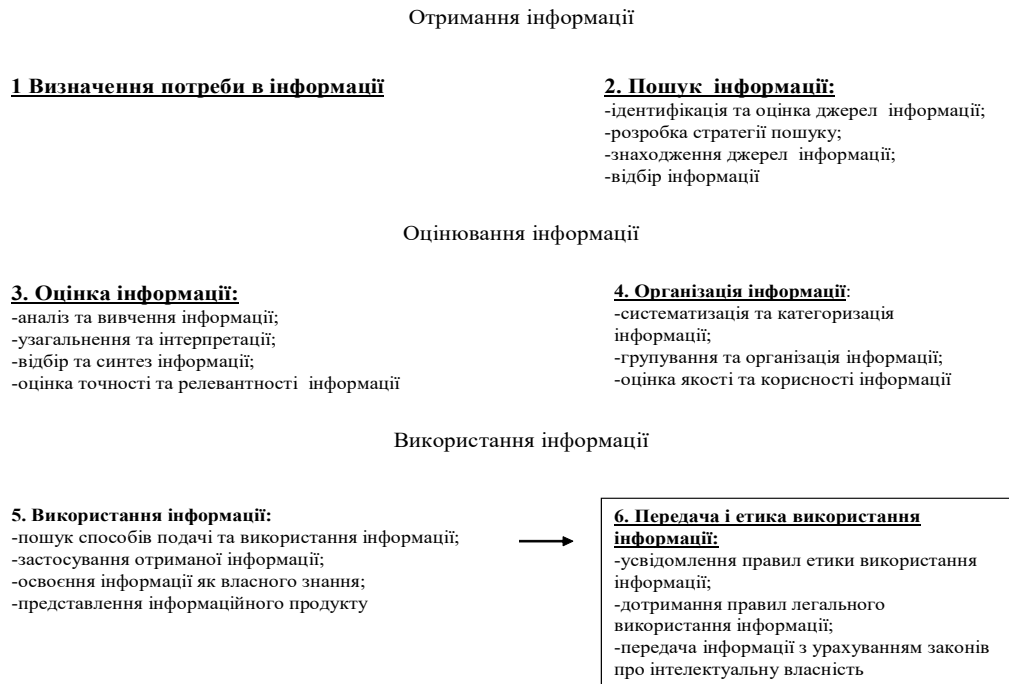 Отримання інформації
1 Визначення потреби в інформації
2. Пошук інформації:
-ідентифікація та оцінка джерел інформації;
-розробка стратегії пошуку;
-знаходження джерел інформації;
-відбір інформації
Оцінювання інформації
3. Оцінка інформації:
-аналіз та вивчення інформації;
-узагальнення та інтерпретації;
-відбір та синтез інформації;
-оцінка точності та релевантності інформації
4. Організація інформації:
-систематизація та категоризація
інформації;
-групування та організація інформації;
-оцінка якості та корисності інформації
Використання інформації
5. Використання інформації:
-пошук способів подачі та використання інформації;
-застосування отриманої інформації;
-освоєння інформації як власного знання;
-представлення інформаційного продукту
6. Передача і етика використання
інформації:
-усвідомлення правил етики використання
інформації;
-дотримання правил легального
використання інформації;
-передача інформації з урахуванням законів
про інтелектуальну власність